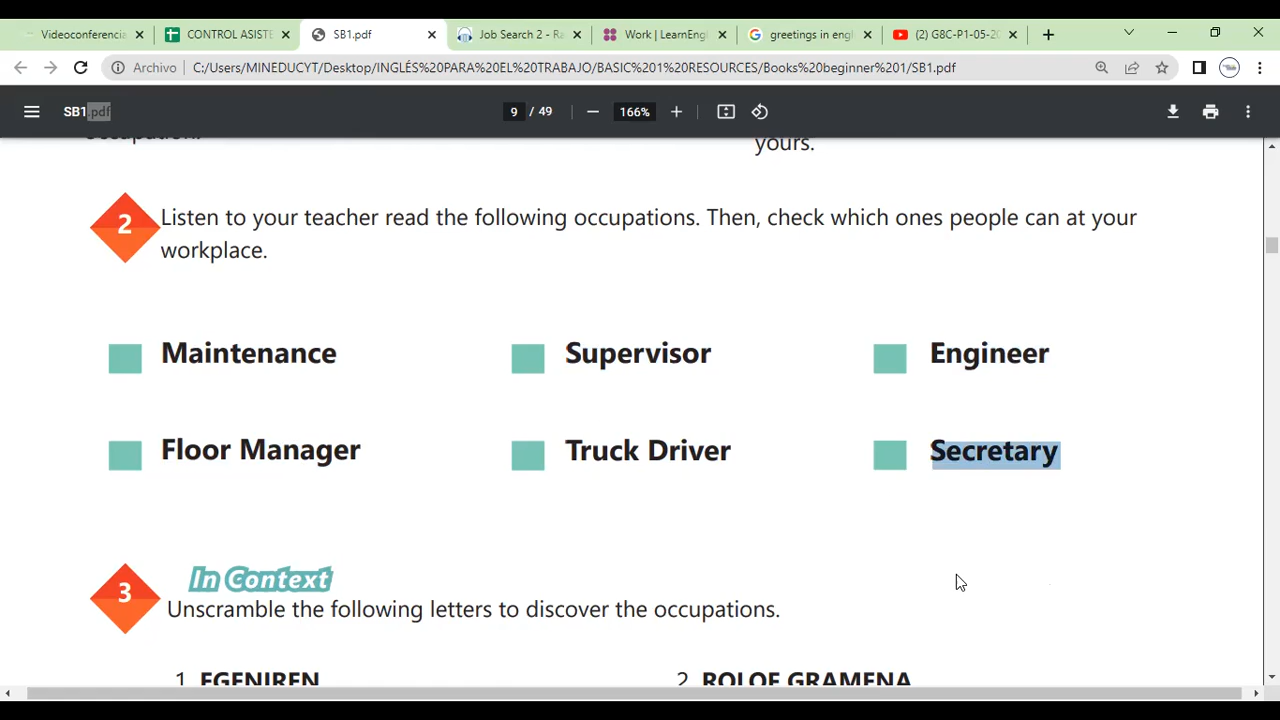 Videoconferencia
CONTROL ASISTE
SB1.pdf
Job Search 2 - Ra
Work | LearnEngl
greetings in engl
(2) G8C-P1-05-20
Archivo
C:/Users/MINEDUCYT/Desktop/INGLÉS%20PARA%20EL%20TRABAJO/BASIC%201%20RESOURCES/Books%20beginner%201/SB1.pdf
SB1.pdf
9 / 49
166%
occupation.
yours.
2
Listen to your teacher read the following occupations. Then, check which ones people can at your
workplace.
Maintenance
Supervisor
Engineer
Floor Manager
Truck Driver
Secretary
3
In Context
Unscramble the following letters to discover the occupations.
1. EGENIREN
2. ROLOF GRAMENA